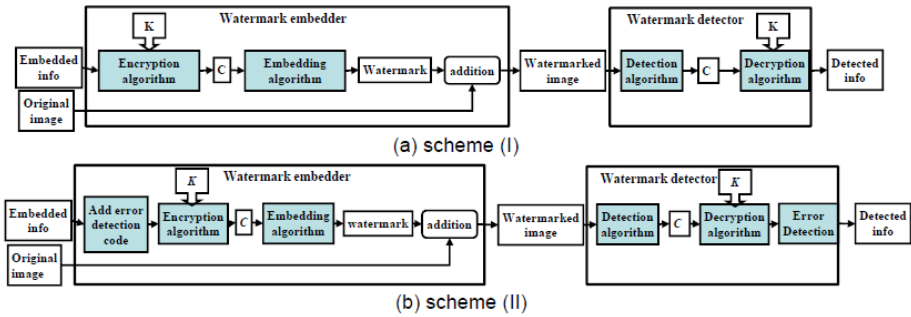 Watermark embedder
K
Embedded
info
Encryption
algorithm
C
Embedding
algorithm
Watermark
addition
Original
image
Watermarked
image
Watermark detector
K
Detection
algorithm
C
Decryption
algorithm
Detected
info
(a) scheme (I)
Watermark embedder
K
Embedded
info
Add error
detection
code
Encryption
algorithm
C
Embedding
algorithm
watermark
addition
Original
image
Watermarked
image
Watermark detector
K
Detection
algorithm
C
Decryption
algorithm
Error
Detection
Detected
info
(b) scheme (II)